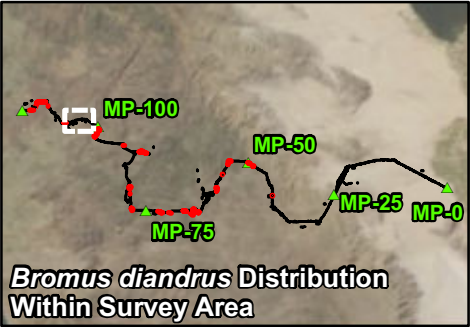 MP-100
MP-50
MP-25
MP-0
MP-75
Bromus diandrus Distribution
Within Survey Area